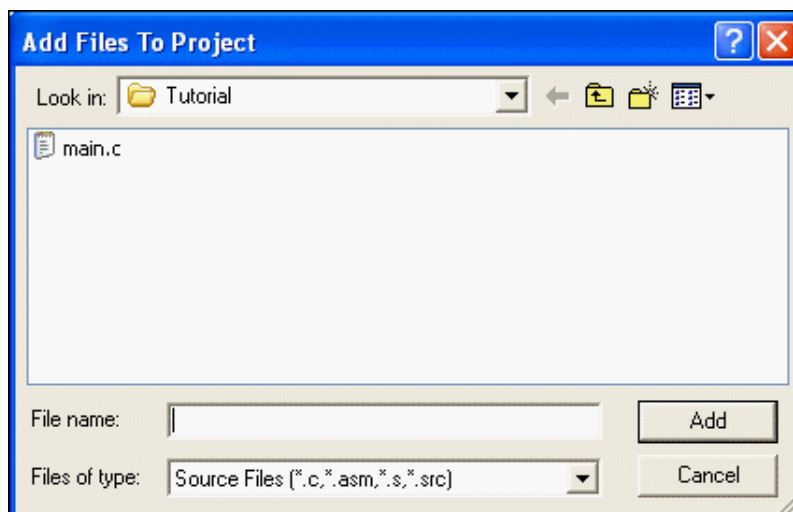 Add Files To Project
Look in: Tutorial
main.c
File name: Add
Files of type: Source Files (*.c,*.asm,*.s,*.src) Cancel